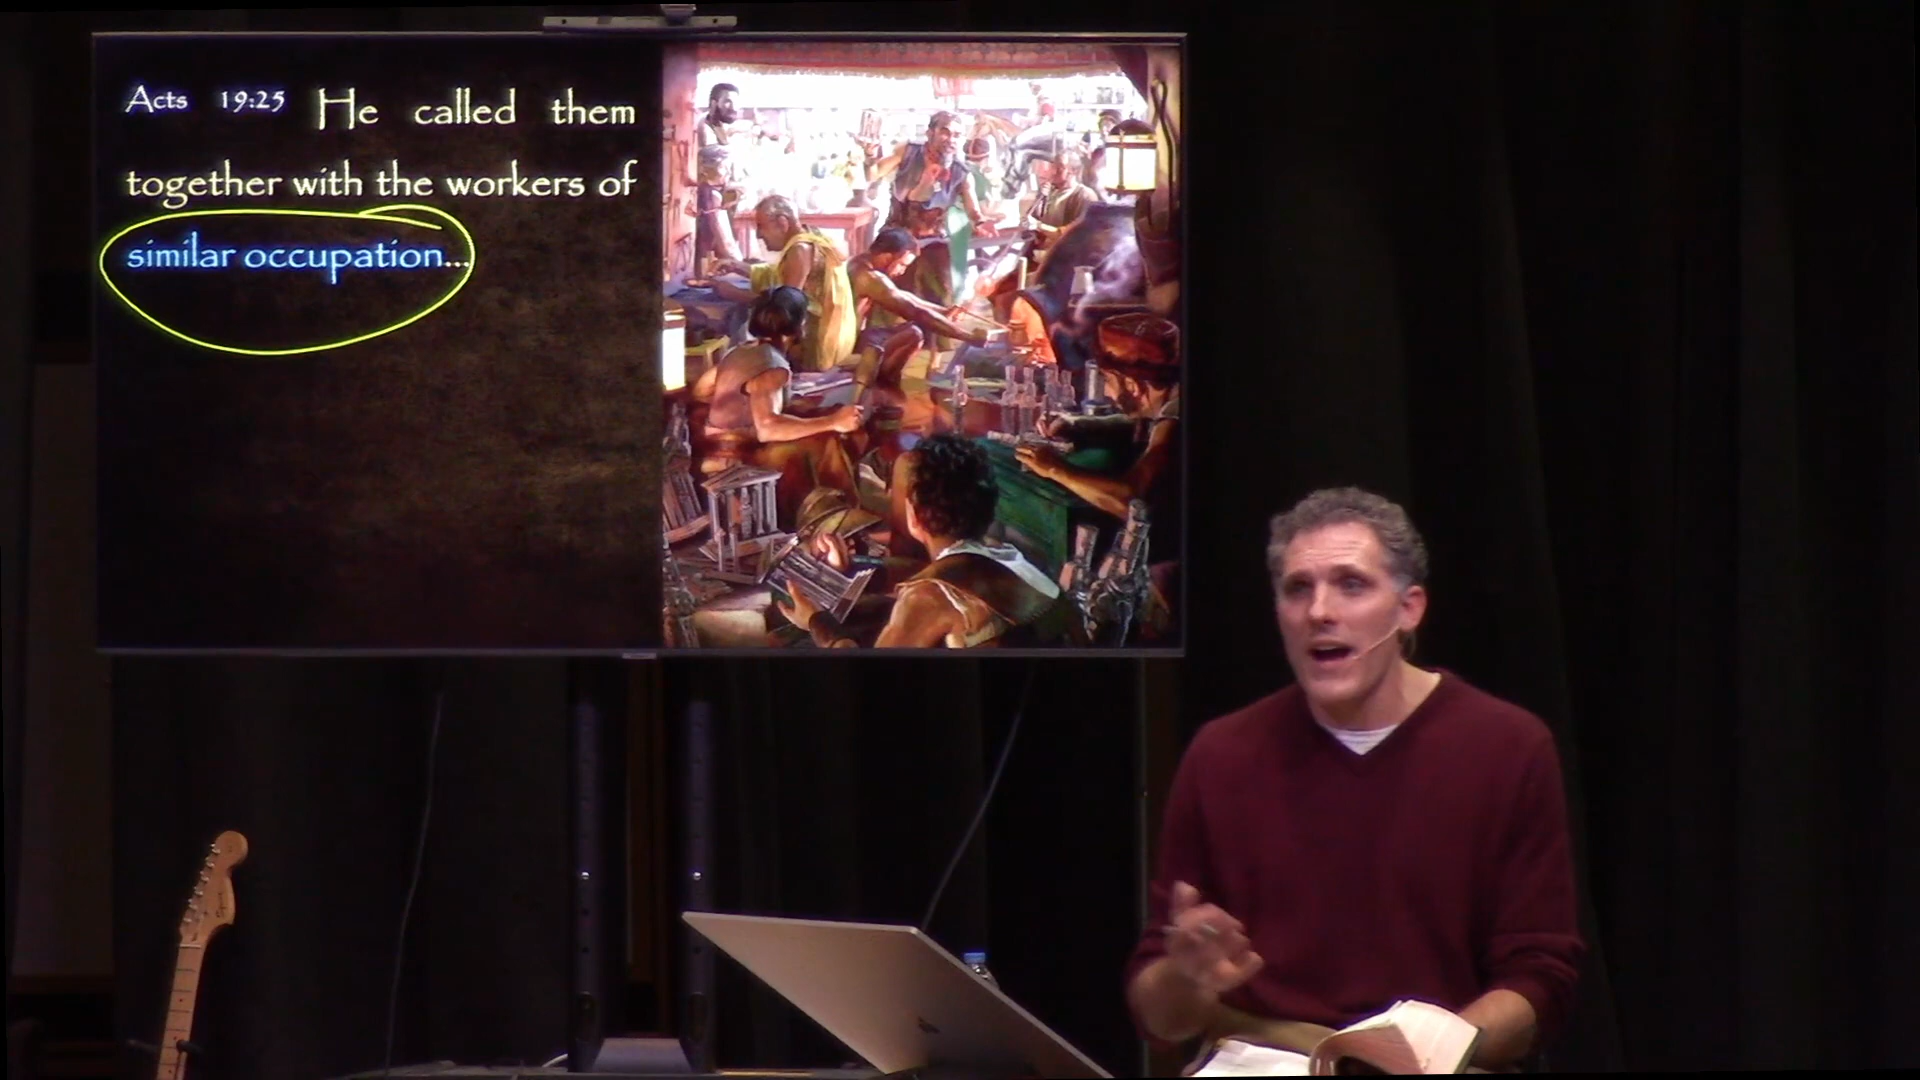 Acts 19:25 He called them
together with the workers of
similar occupation...